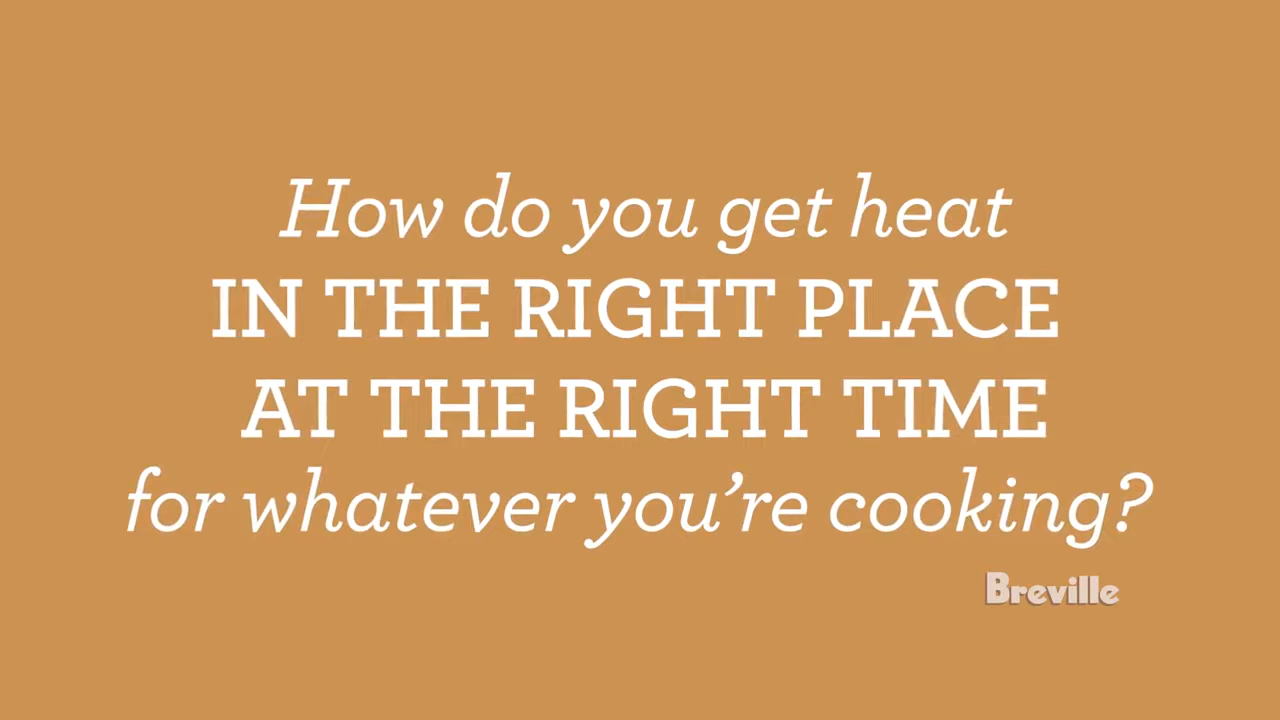 How do you get heat
IN THE RIGHT PLACE
AT THE RIGHT TIME
for whatever you’re cooking?
Breville